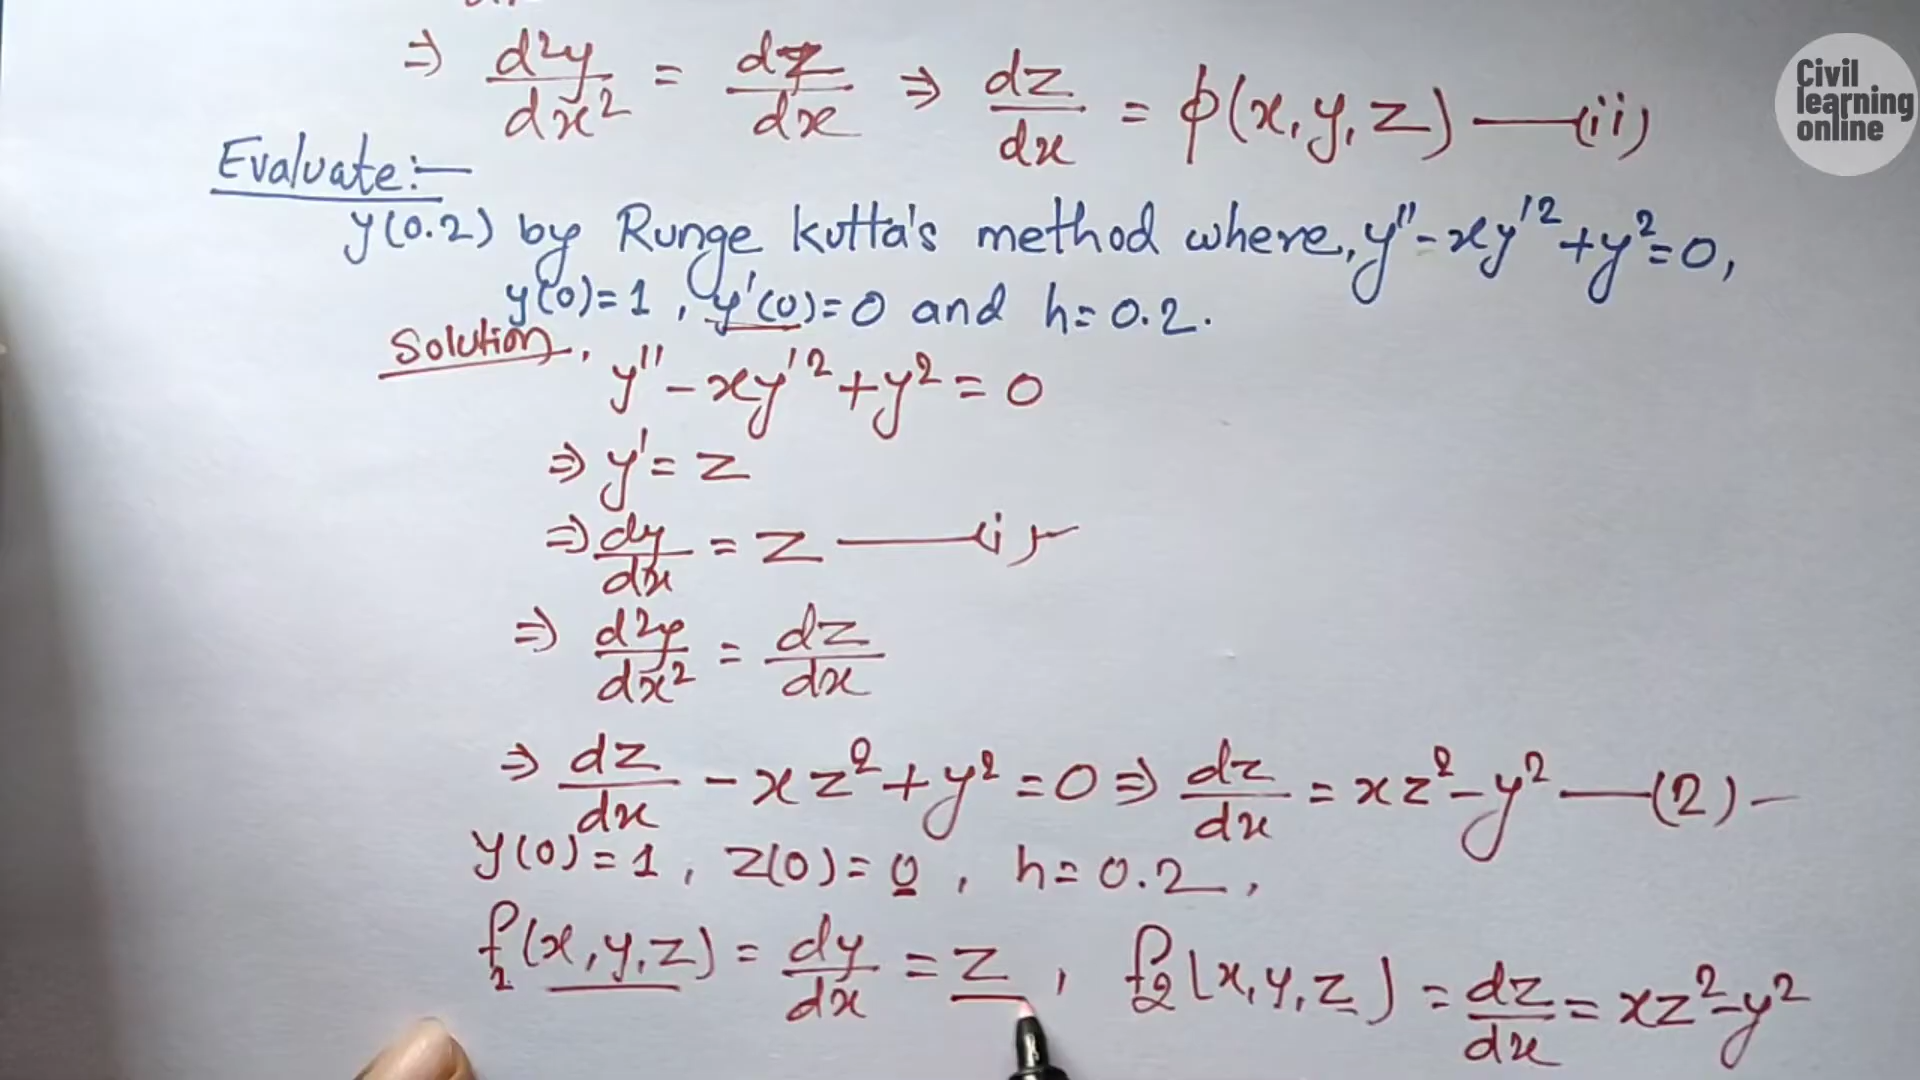 ⇒ d²y/dx² = dz/dx ⇒ dz/dx = φ(x,y,z) —(ii)
Civil
learning
online
Evaluate:-
y(0.2) by Runge kutta's method where, y''-xy'²+y²=0,
y(0)=1, y'(0)=0 and h=0.2.
Solution,
y''-xy'²+y²=0
⇒ y'=z
⇒ dy/dx = z —(i)
⇒ d²y/dx² = dz/dx
⇒ dz/dx - xz²+y²=0 ⇒ dz/dx = xz²-y² —(2)
y(0)=1, z(0)=0, h=0.2,
f₁(x,y,z) = dy/dx = z, f₂(x,y,z) = dz/dx = xz²-y²